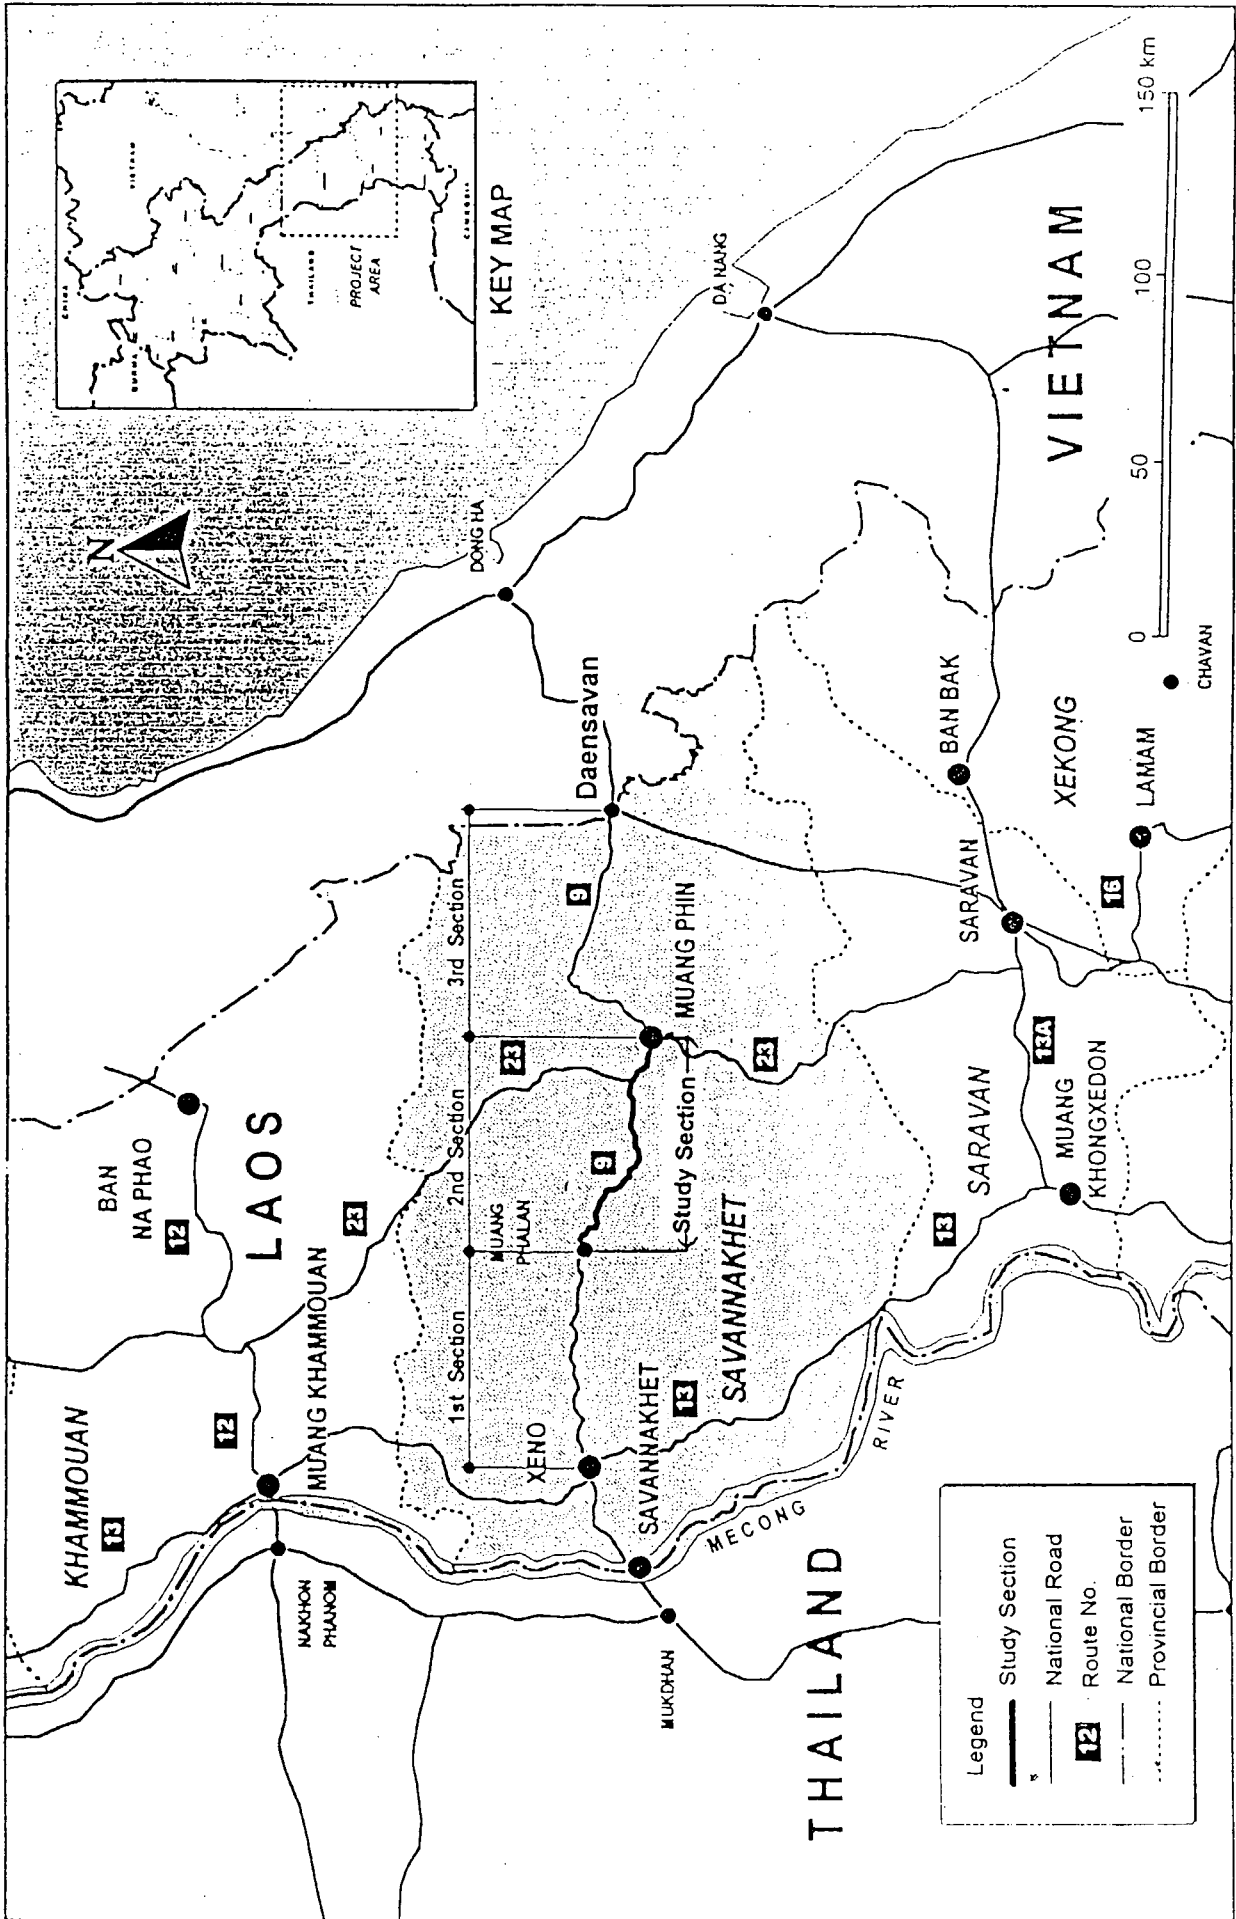 N
CHINA
VIETNAM
BURMA
THAILAND
PROJECT
AREA
CAMBODIA
KEY MAP
KHAMMOUAN
13
12
BAN
NA PHAO
12
LAOS
MUANG KHAMMOUAN
23
NAKHON
PHANOM
1st Section
2nd Section
3rd Section
XENO
MUANG
PHALAN
23
9
Daensavan
DONG HA
9
SAVANNAKHET
13
Study Section
MUANG PHIN
MUKDHAN
SAVANNAKHET
23
DA NANG
MECONG
RIVER
THAILAND
13
SARAVAN
SARAVAN
BAN BAK
13A
MUANG
KHONGXEDON
XEKONG
16
LAMAM
VIETNAM
CHAVAN
0
50
100
150 km
Legend
Study Section
National Road
12 Route No.
National Border
Provincial Border